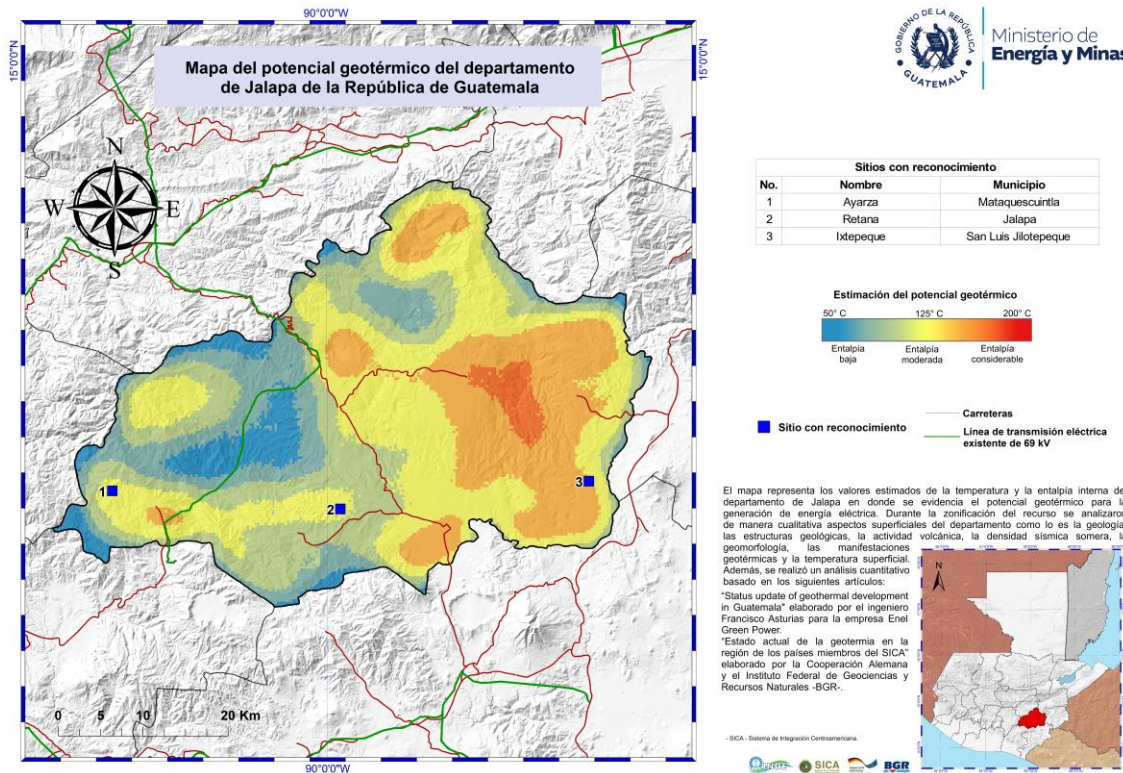 90°0'0"W
15°0'0"N
15°0'0"N
Mapa del potencial geotérmico del departamento
de Jalapa de la República de Guatemala
N
W
E
S
1
2
3
0 5 10 20 Km
90°0'0"W
GOBIERNO DE LA REPÚBLICA
GUATEMALA
Ministerio de
Energía y Minas
Sitios con reconocimiento
No. Nombre Municipio
1 Ayarza Mataquescuintla
2 Retana Jalapa
3 Ixtepeque San Luis Jilotepeque
Estimación del potencial geotérmico
50° C 125° C 200° C
Entalpía Entalpía Entalpía
baja moderada considerable
Sitio con reconocimiento
Carreteras
Línea de transmisión eléctrica
existente de 69 kV
El mapa representa los valores estimados de la temperatura y la entalpía interna de
departamento de Jalapa en donde se evidencia el potencial geotérmico para la
generación de energía eléctrica. Durante la zonificación del recurso se analizaro
de manera cualitativa aspectos superficiales del departamento como lo es la geología
las estructuras geológicas, la actividad volcánica, la densidad sísmica somera, la
geomorfología, las manifestaciones
geotérmicas y la temperatura superficial.
Además, se realizó un análisis cuantitativo
basado en los siguientes artículos:
"Status update of geothermal development
in Guatemala" elaborado por el ingeniero
Francisco Asturias para la empresa Enel
Green Power.
"Estado actual de la geotermia en la
región de los países miembros del SICA"
elaborado por la Cooperación Alemana
y el Instituto Federal de Geociencias y
Recursos Naturales -BGR-.
N
- SICA - Sistema de Integración Centroamericana.
SICA
BGR